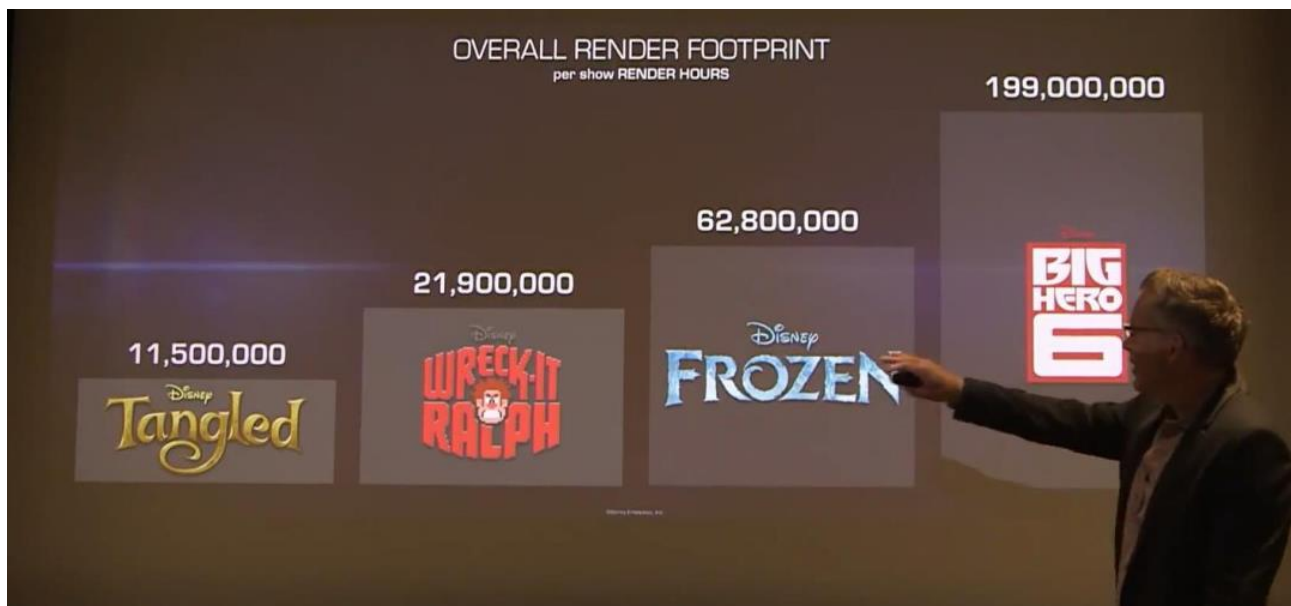 OVERALL RENDER FOOTPRINT
per show RENDER HOURS
11,500,000
Disney
Tangled
21,900,000
Disney
WRECK-IT
RALPH
62,800,000
Disney
FROZEN
199,000,000
Disney
BIG
HERO
6